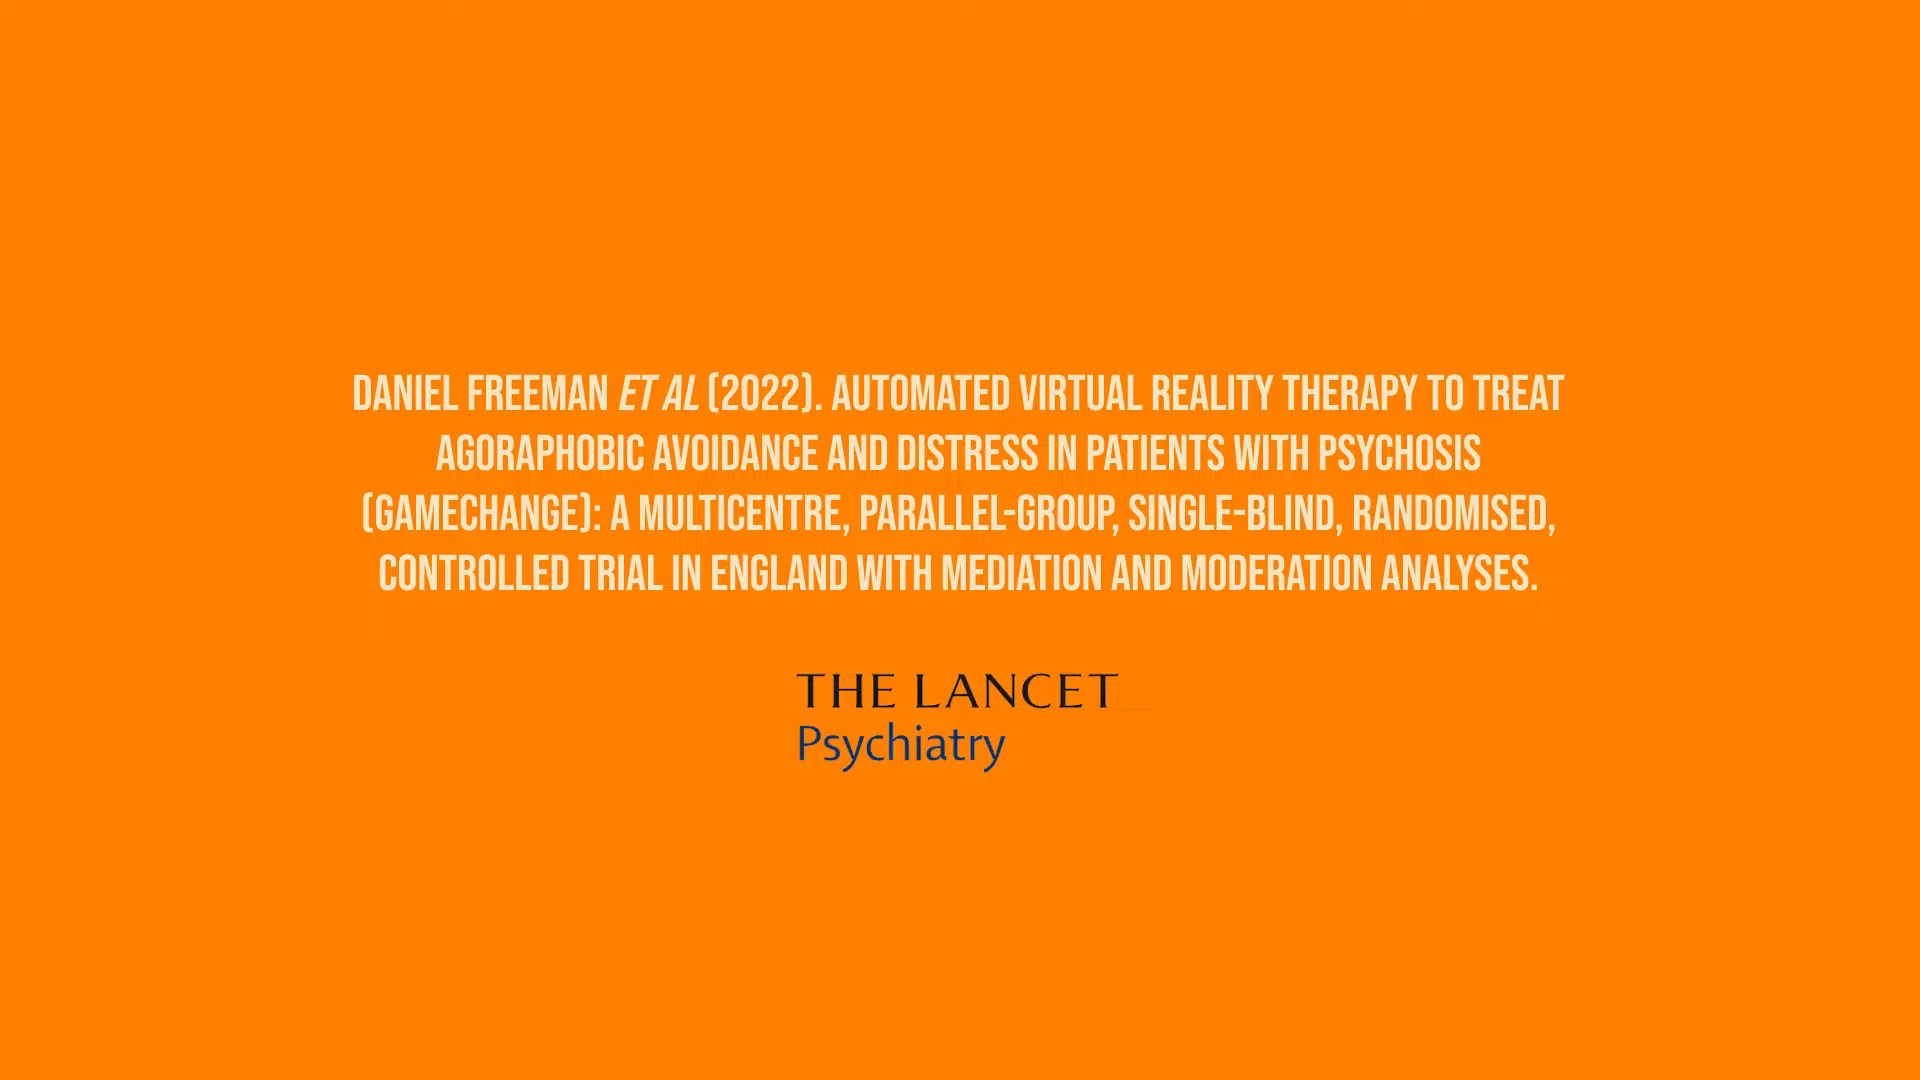 DANIEL FREEMAN ET AL (2022). AUTOMATED VIRTUAL REALITY THERAPY TO TREAT
AGORAPHOBIC AVOIDANCE AND DISTRESS IN PATIENTS WITH PSYCHOSIS
(GAMECHANGE): A MULTICENTRE, PARALLEL-GROUP, SINGLE-BLIND, RANDOMISED,
CONTROLLED TRIAL IN ENGLAND WITH MEDIATION AND MODERATION ANALYSES.
THE LANCET
Psychiatry